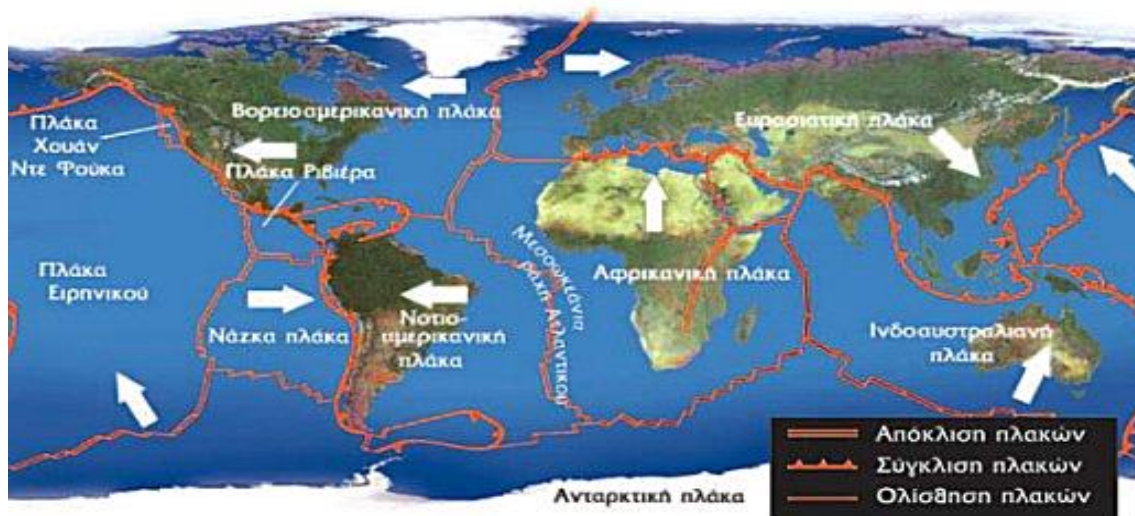 Βορειοαμερικανική πλάκα
Πλάκα
Χουάν
Ντε Φούκα
Πλάκα Ριβιέρα
Ευρασιατική πλάκα
Πλάκα
Ειρηνικού
Νάζκα πλάκα
Νοτιο-
αμερικανική
πλάκα
Μεσωκεάνια
ράχη Ατλαντικού
Αφρικανική πλάκα
Ινδοαυστραλιανή
πλάκα
Ανταρκτική πλάκα
Απόκλιση πλακών
Σύγκλιση πλακών
Ολίσθηση πλακών